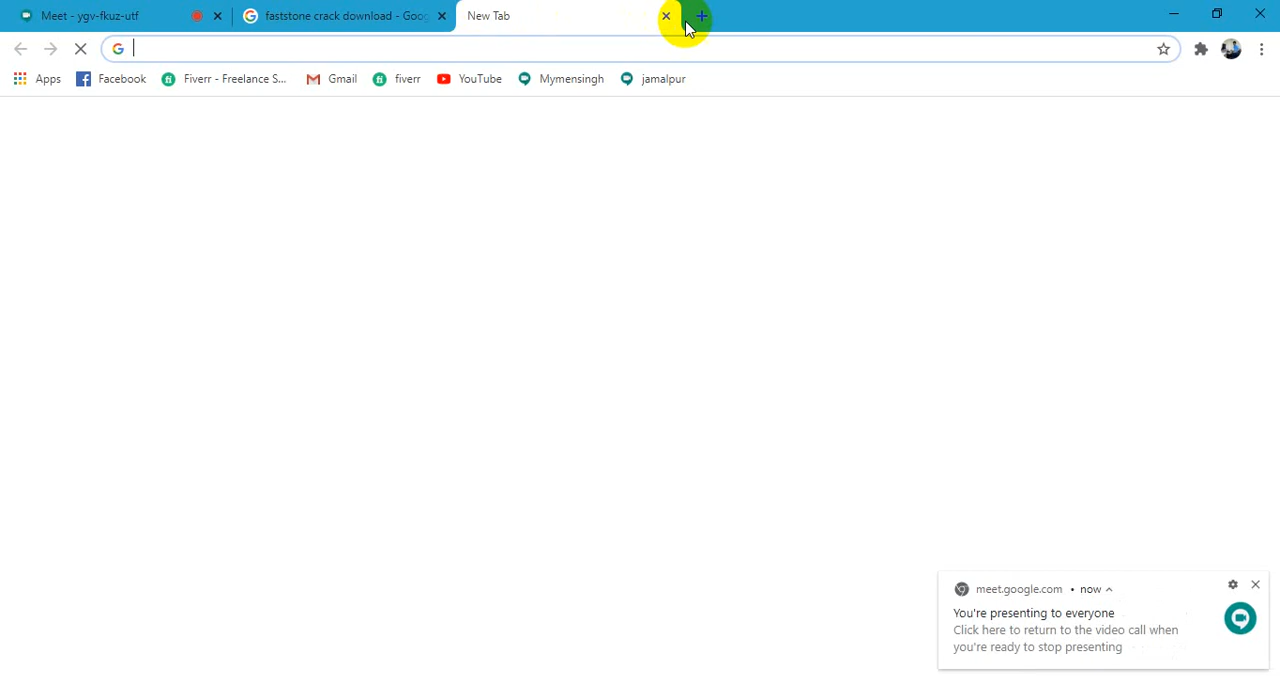 Meet - ygv-fkuz-utf
faststone crack download - Goog
New Tab
Apps
Facebook
Fiverr - Freelance S...
Gmail
fiverr
YouTube
Mymensingh
jamalpur
meet.google.com • now
You're presenting to everyone
Click here to return to the video call when
you're ready to stop presenting